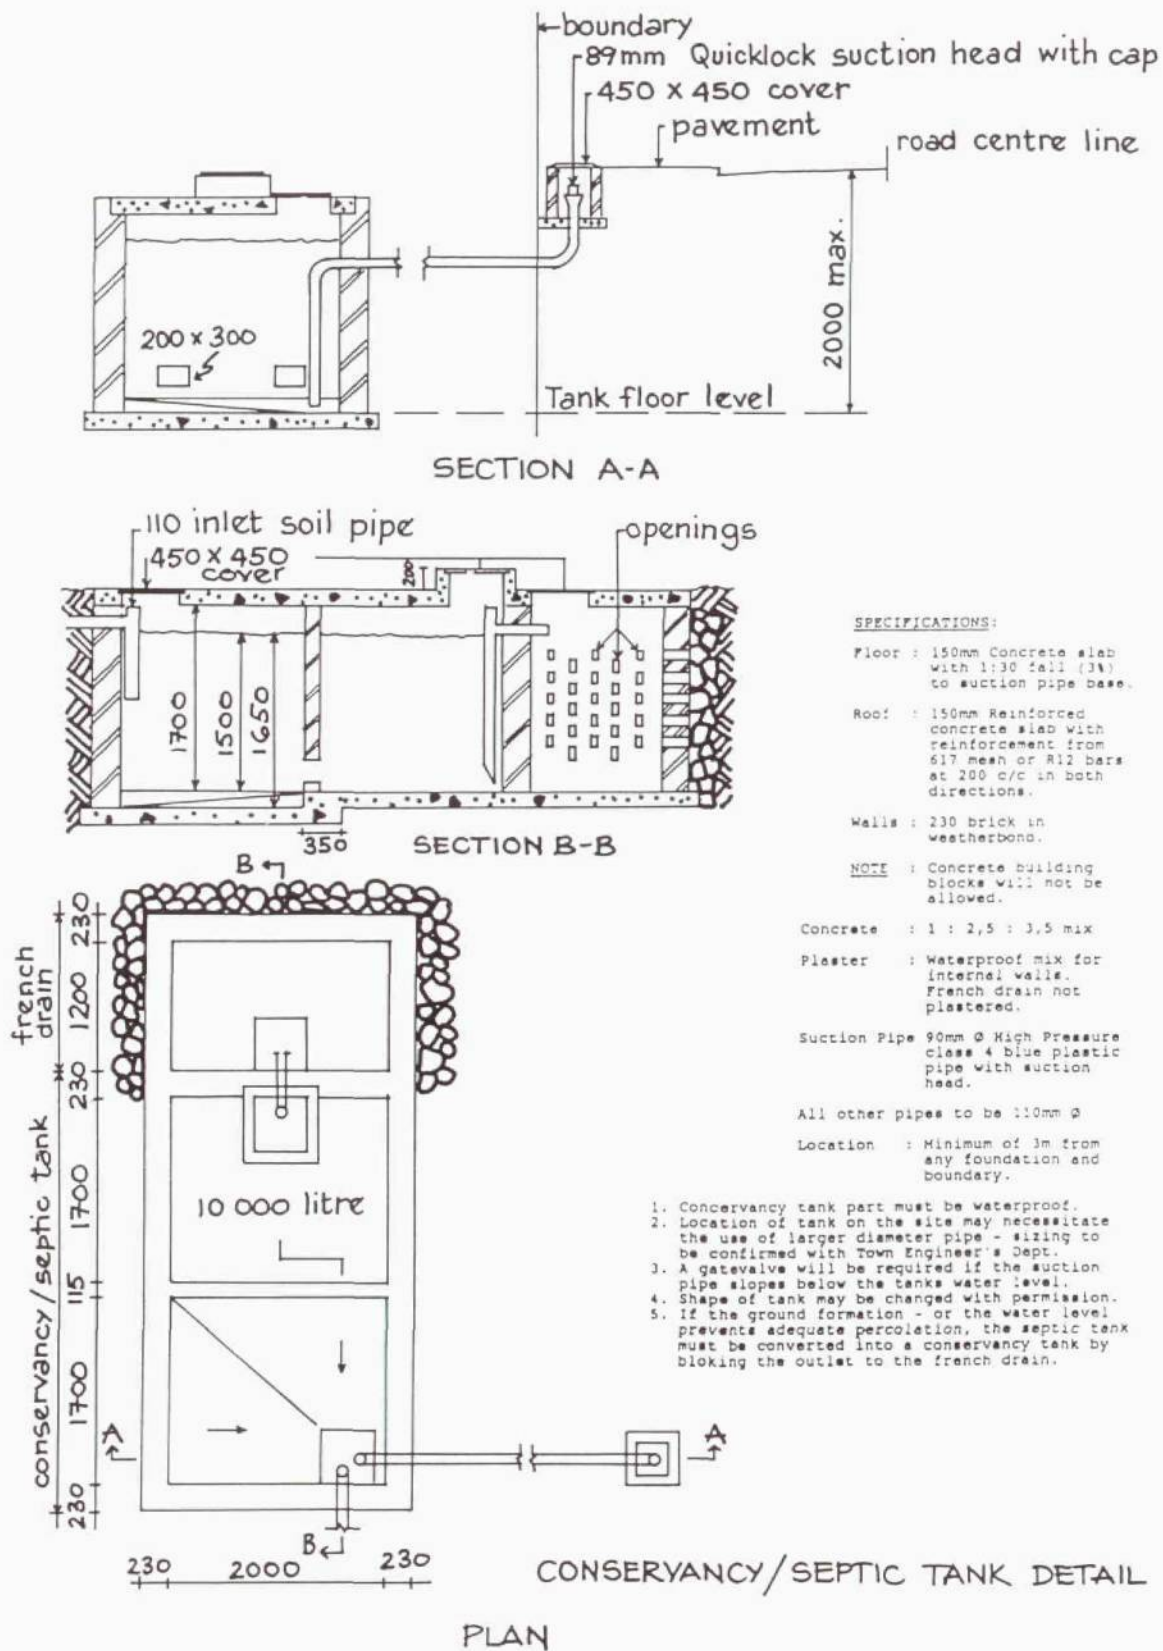 boundary
89mm Quicklock suction head with cap
450 x 450 cover
pavement
road centre line
200 x 300
2000 max.
Tank floor level
SECTION A-A
110 inlet soil pipe
450 x 450
cover
200
openings
1700
1500
1650
350
SECTION B-B
SPECIFICATIONS:
Floor : 150mm Concrete slab
with 1:30 fall (3%)
to suction pipe base.
Roof : 150mm Reinforced
concrete slab with
reinforcement from
617 mesh or R12 bars
at 200 c/c in both
directions.
Walls : 230 brick in
weatherbond.
NOTE : Concrete building
blocks will not be
allowed.
Concrete : 1 : 2,5 : 3,5 mix
Plaster : Waterproof mix for
internal walls.
French drain not
plastered.
Suction Pipe 90mm Ø High Pressure
class 4 blue plastic
pipe with suction
head.
All other pipes to be 110mm Ø
Location : Minimum of 3m from
any foundation and
boundary.
1. Concervancy tank part must be waterproof.
2. Location of tank on the site may necessitate
the use of larger diameter pipe - sizing to
be confirmed with Town Engineer's Dept.
3. A gatevalve will be required if the suction
pipe slopes below the tanks water level.
4. Shape of tank may be changed with permission.
5. If the ground formation - or the water level
prevents adequate percolation, the septic tank
must be converted into a conservancy tank by
bloking the outlet to the french drain.
B
230
french
drain
1200
230
conservancy/septic tank
1700
10 000 litre
115
1700
A
A
230
B
230
2000
230
CONSERVANCY/SEPTIC TANK DETAIL
PLAN